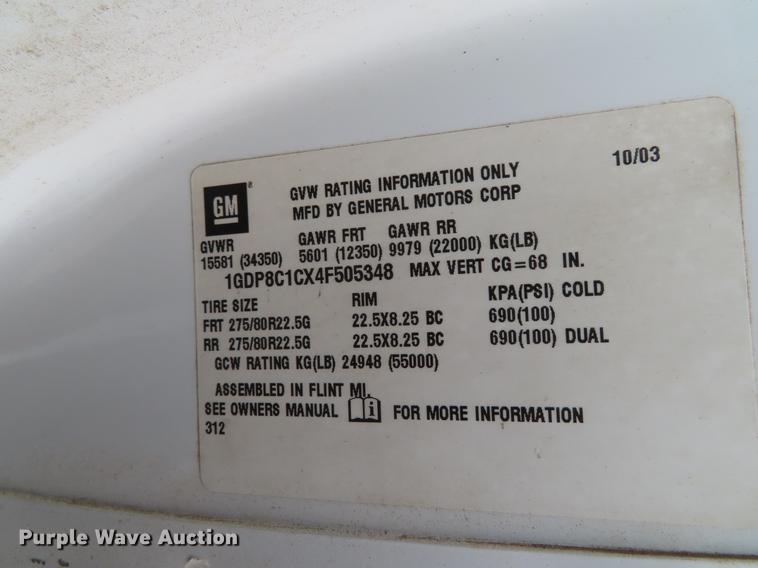 10/03
GM ®
GVW RATING INFORMATION ONLY
MFD BY GENERAL MOTORS CORP
GVWR GAWR FRT GAWR RR
15581 (34350) 5601 (12350) 9979 (22000) KG(LB)
1GDP8C1CX4F505348 MAX VERT CG=68 IN.
TIRE SIZE RIM KPA(PSI) COLD
FRT 275/80R22.5G 22.5X8.25 BC 690(100)
RR 275/80R22.5G 22.5X8.25 BC 690(100) DUAL
GCW RATING KG(LB) 24948 (55000)
ASSEMBLED IN FLINT MI.
SEE OWNERS MANUAL i FOR MORE INFORMATION
312
Purple Wave Auction